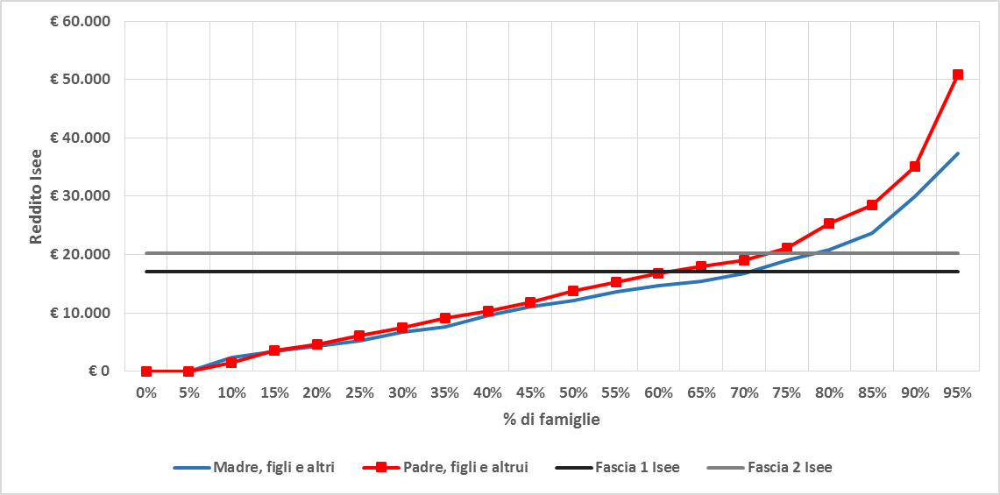 € 60.000
€ 50.000
€ 40.000
€ 30.000
€ 20.000
€ 10.000
€ 0
Reddito Isee
0% 5% 10% 15% 20% 25% 30% 35% 40% 45% 50% 55% 60% 65% 70% 75% 80% 85% 90% 95%
% di famiglie
Madre, figli e altri Padre, figli e altrui Fascia 1 Isee Fascia 2 Isee